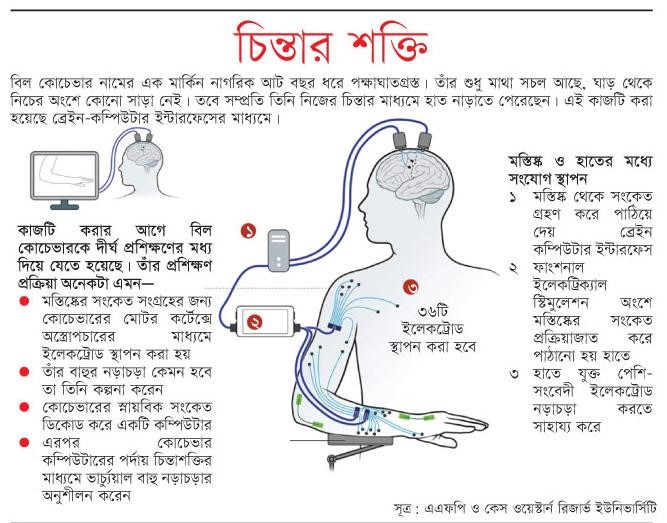 চিন্তার শক্তি
বিল কোচেভার নামের এক মার্কিন নাগরিক আট বছর ধরে পক্ষাঘাতগ্রস্ত। তাঁর শুধু মাথা সচল আছে, ঘাড় থেকে
নিচের অংশে কোনো সাড়া নেই। তবে সম্প্রতি তিনি নিজের চিন্তার মাধ্যমে হাত নাড়াতে পেরেছেন। এই কাজটি করা
হয়েছে ব্রেইন-কম্পিউটার ইন্টারফেসের মাধ্যমে।
কাজটি করার আগে বিল
কোচেভারকে দীর্ঘ প্রশিক্ষণের মধ্য
দিয়ে যেতে হয়েছে। তাঁর প্রশিক্ষণ
প্রক্রিয়া অনেকটা এমন—
মস্তিষ্কের সংকেত সংগ্রহের জন্য
কোচেভারের মোটর কর্টেক্সে
অস্ত্রোপচারের মাধ্যমে
ইলেকট্রোড স্থাপন করা হয়
তাঁর বাহুর নড়াচড়া কেমন হবে
তা তিনি কল্পনা করেন
কোচেভারের স্নায়বিক সংকেত
ডিকোড করে একটি কম্পিউটার
এরপর কোচেভার
কম্পিউটারের পর্দায় চিন্তাশক্তির
মাধ্যমে ভার্চ্যুয়াল বাহু নড়াচড়ার
অনুশীলন করেন
১
২
৩
৩৬টি
ইলেকট্রোড
স্থাপন করা হবে
মস্তিষ্ক ও হাতের মধ্যে
সংযোগ স্থাপন
১ মস্তিষ্ক থেকে সংকেত
গ্রহণ করে পাঠিয়ে
দেয় ব্রেইন
কম্পিউটার ইন্টারফেস
২ ফাংশনাল
ইলেকট্রিক্যাল
স্টিমুলেশন অংশে
মস্তিষ্কের সংকেত
প্রক্রিয়াজাত করে
পাঠানো হয় হাতে
৩ হাতে যুক্ত পেশি-
সংবেদী ইলেকট্রোড
নড়াচড়া করতে
সাহায্য করে
সূত্র : এএফপি ও কেস ওয়েস্টার্ন রিজার্ভ ইউনিভার্সিটি